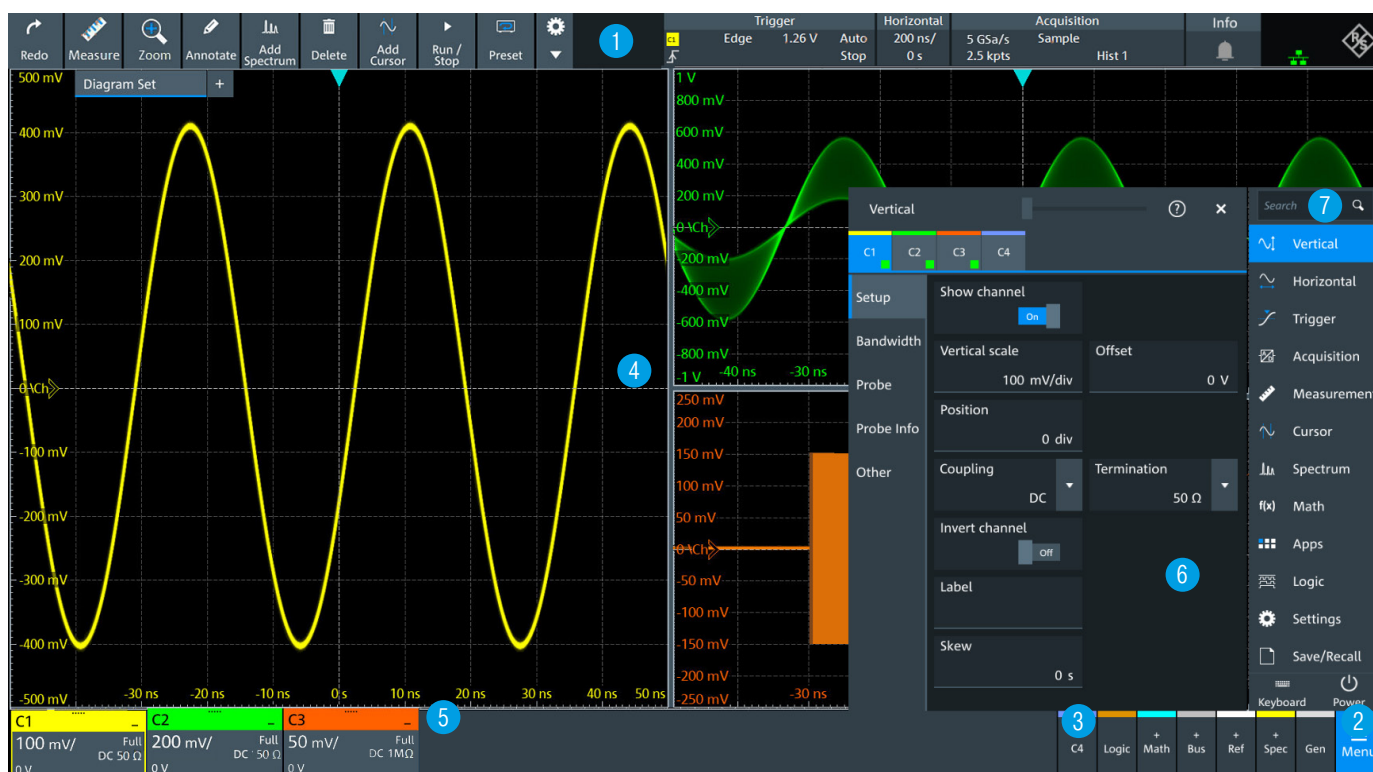 Redo
Measure
Zoom
Annotate
Add Spectrum
Delete
Add Cursor
Run / Stop
Preset
1
Trigger
Horizontal
Acquisition
Info
C1
Edge
1.26 V
Auto
Stop
200 ns/
0 s
5 GSa/s
2.5 kpts
Sample
Hist 1
R&S
Diagram Set
+
500 mV
400 mV
300 mV
200 mV
100 mV
0 \Ch
-100 mV
-200 mV
-300 mV
-400 mV
-500 mV
-30 ns
-20 ns
-10 ns
0 s
10 ns
20 ns
30 ns
40 ns
50 ns
4
1 V
800 mV
600 mV
400 mV
200 mV
0 \Ch
-200 mV
-400 mV
-600 mV
-800 mV
-1 V
-40 ns
-30 ns
250 mV
200 mV
150 mV
100 mV
50 mV
0 \Ch
-50 mV
-100 mV
-150 mV
-200 mV
-250 mV
-30 ns
Vertical
?
×
C1
C2
C3
C4
Setup
Bandwidth
Probe
Probe Info
Other
Show channel
On
Vertical scale
100 mV/div
Offset
0 V
Position
0 div
Coupling
DC
Termination
50 Ω
Invert channel
Off
Label
Skew
0 s
6
Search
7
Vertical
Horizontal
Trigger
Acquisition
Measuremen
Cursor
Spectrum
f(x) Math
Apps
Logic
Settings
Save/Recall
Keyboard
Power
C1
100 mV/
Full
DC 50 Ω
0 V
C2
200 mV/
Full
DC 50 Ω
0 V
C3
50 mV/
Full
DC 1MΩ
0 V
5
3
C4
Logic
+
Math
+
Bus
+
Ref
+
Spec
Gen
2
Menu